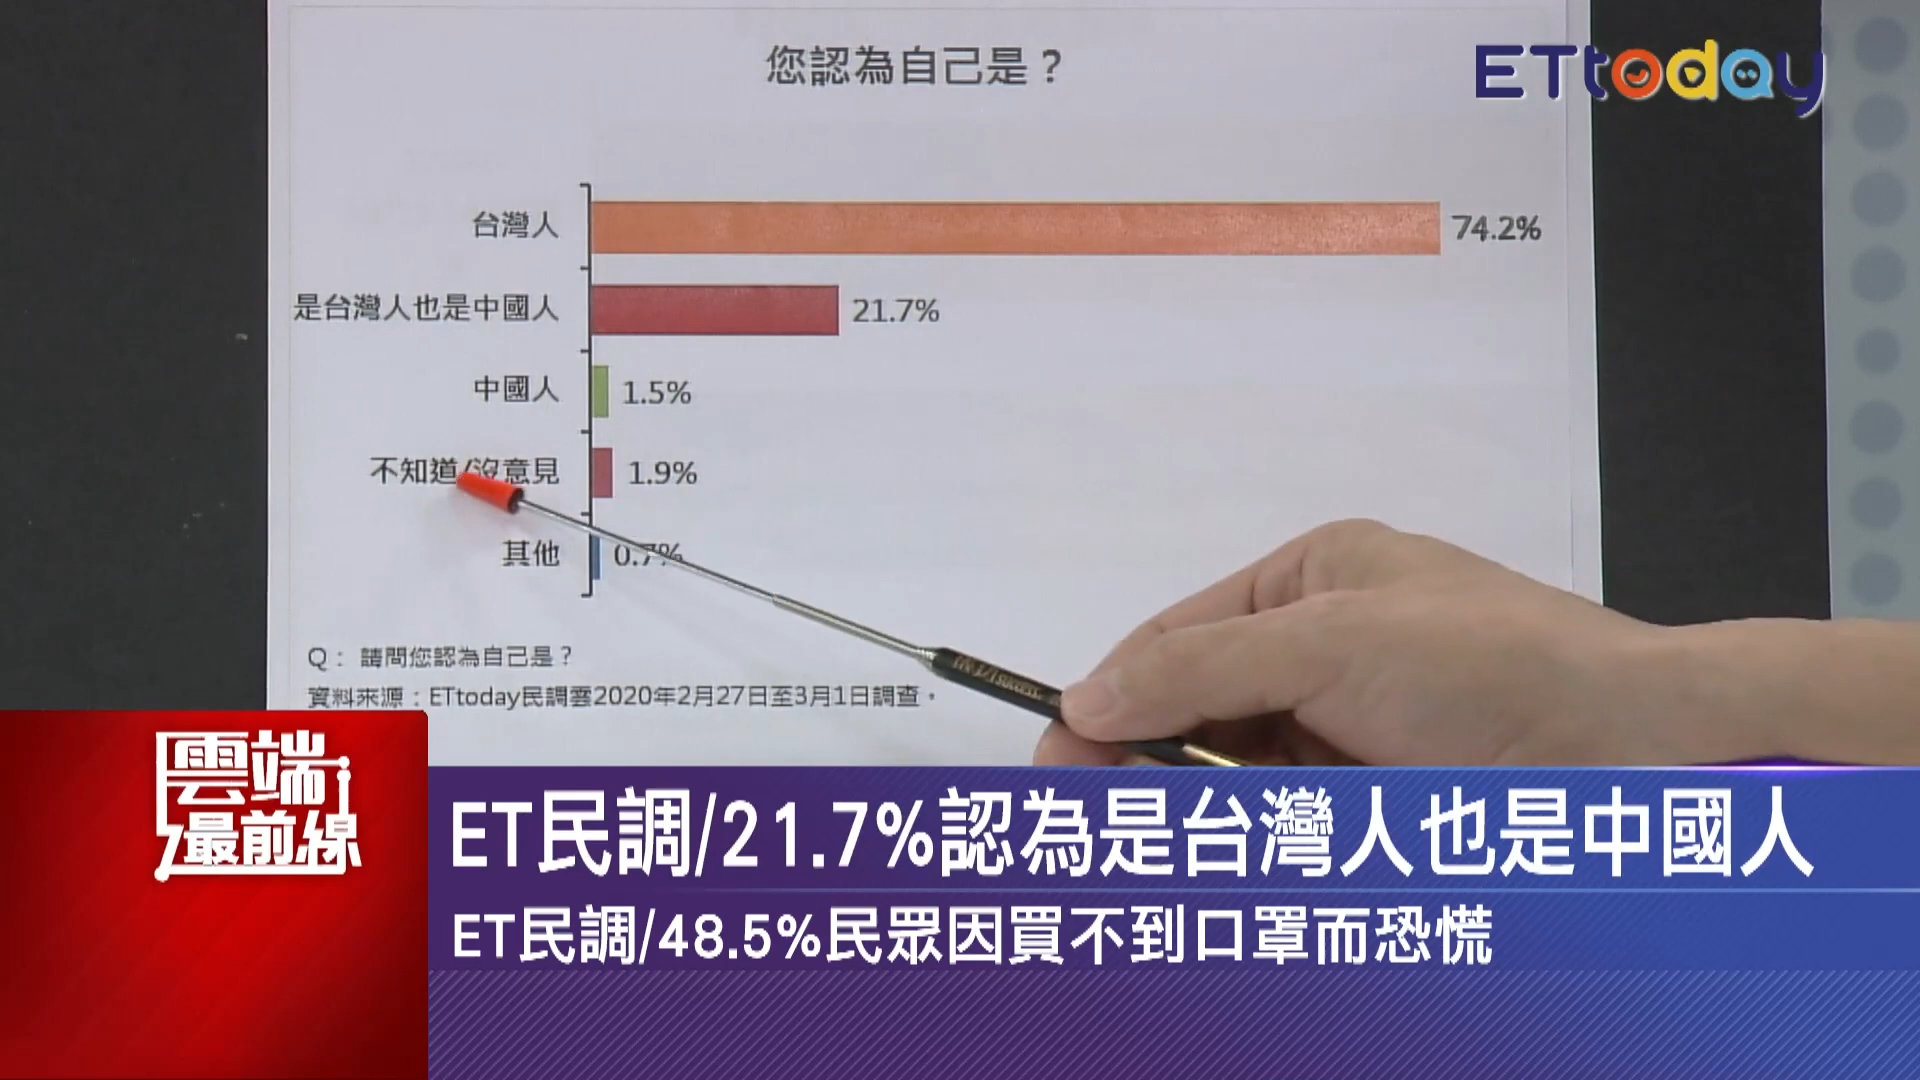 您認為自己是？
ETtoday
台灣人 74.2%
是台灣人也是中國人 21.7%
中國人 1.5%
不知道/沒意見 1.9%
其他 0.7%
Q： 請問您認為自己是？
資料來源：ETtoday民調雲2020年2月27日至3月1日調查。
雲端
最前線
ET民調/21.7%認為是台灣人也是中國人
ET民調/48.5%民眾因買不到口罩而恐慌